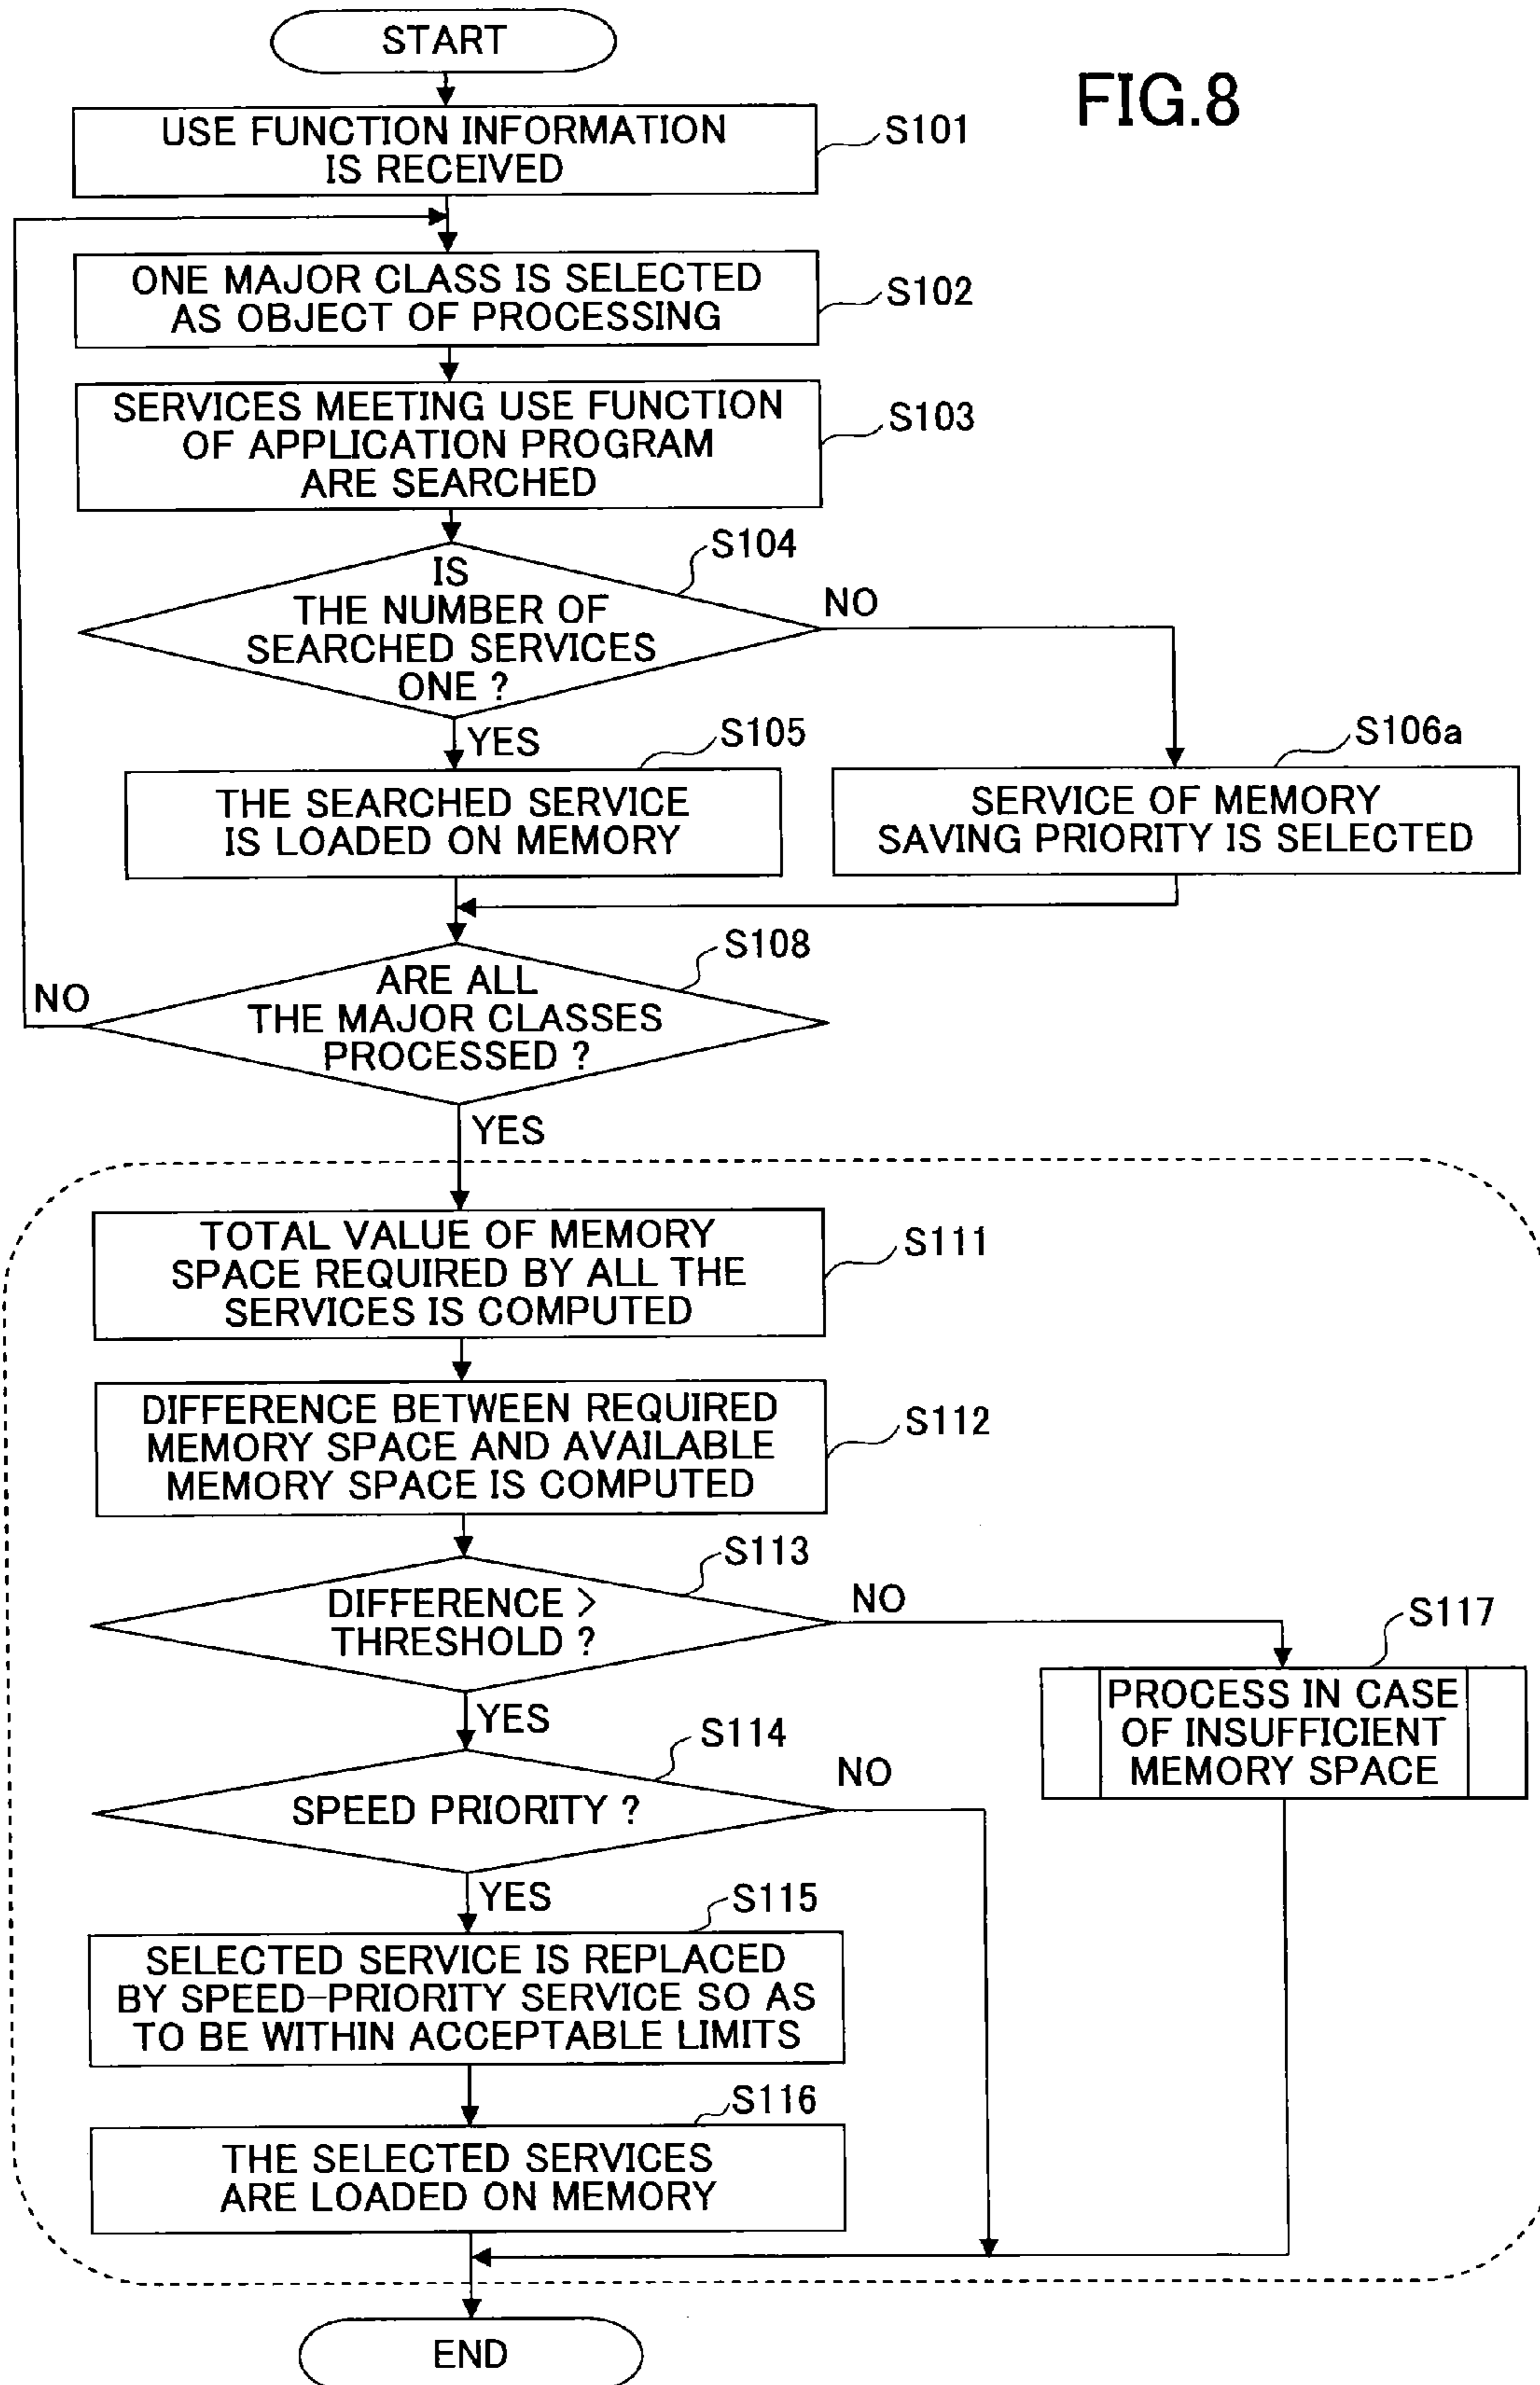 START
FIG.8
USE FUNCTION INFORMATION
IS RECEIVED
S101
ONE MAJOR CLASS IS SELECTED
AS OBJECT OF PROCESSING
S102
SERVICES MEETING USE FUNCTION
OF APPLICATION PROGRAM
ARE SEARCHED
S103
S104
IS
THE NUMBER OF
SEARCHED SERVICES
ONE ?
NO
YES
S105
THE SEARCHED SERVICE
IS LOADED ON MEMORY
S106a
SERVICE OF MEMORY
SAVING PRIORITY IS SELECTED
S108
ARE ALL
THE MAJOR CLASSES
PROCESSED ?
NO
YES
TOTAL VALUE OF MEMORY
SPACE REQUIRED BY ALL THE
SERVICES IS COMPUTED
S111
DIFFERENCE BETWEEN REQUIRED
MEMORY SPACE AND AVAILABLE
MEMORY SPACE IS COMPUTED
S112
S113
DIFFERENCE >
THRESHOLD ?
NO
YES
S117
PROCESS IN CASE
OF INSUFFICIENT
MEMORY SPACE
S114
SPEED PRIORITY ?
NO
YES
S115
SELECTED SERVICE IS REPLACED
BY SPEED-PRIORITY SERVICE SO AS
TO BE WITHIN ACCEPTABLE LIMITS
S116
THE SELECTED SERVICES
ARE LOADED ON MEMORY
END